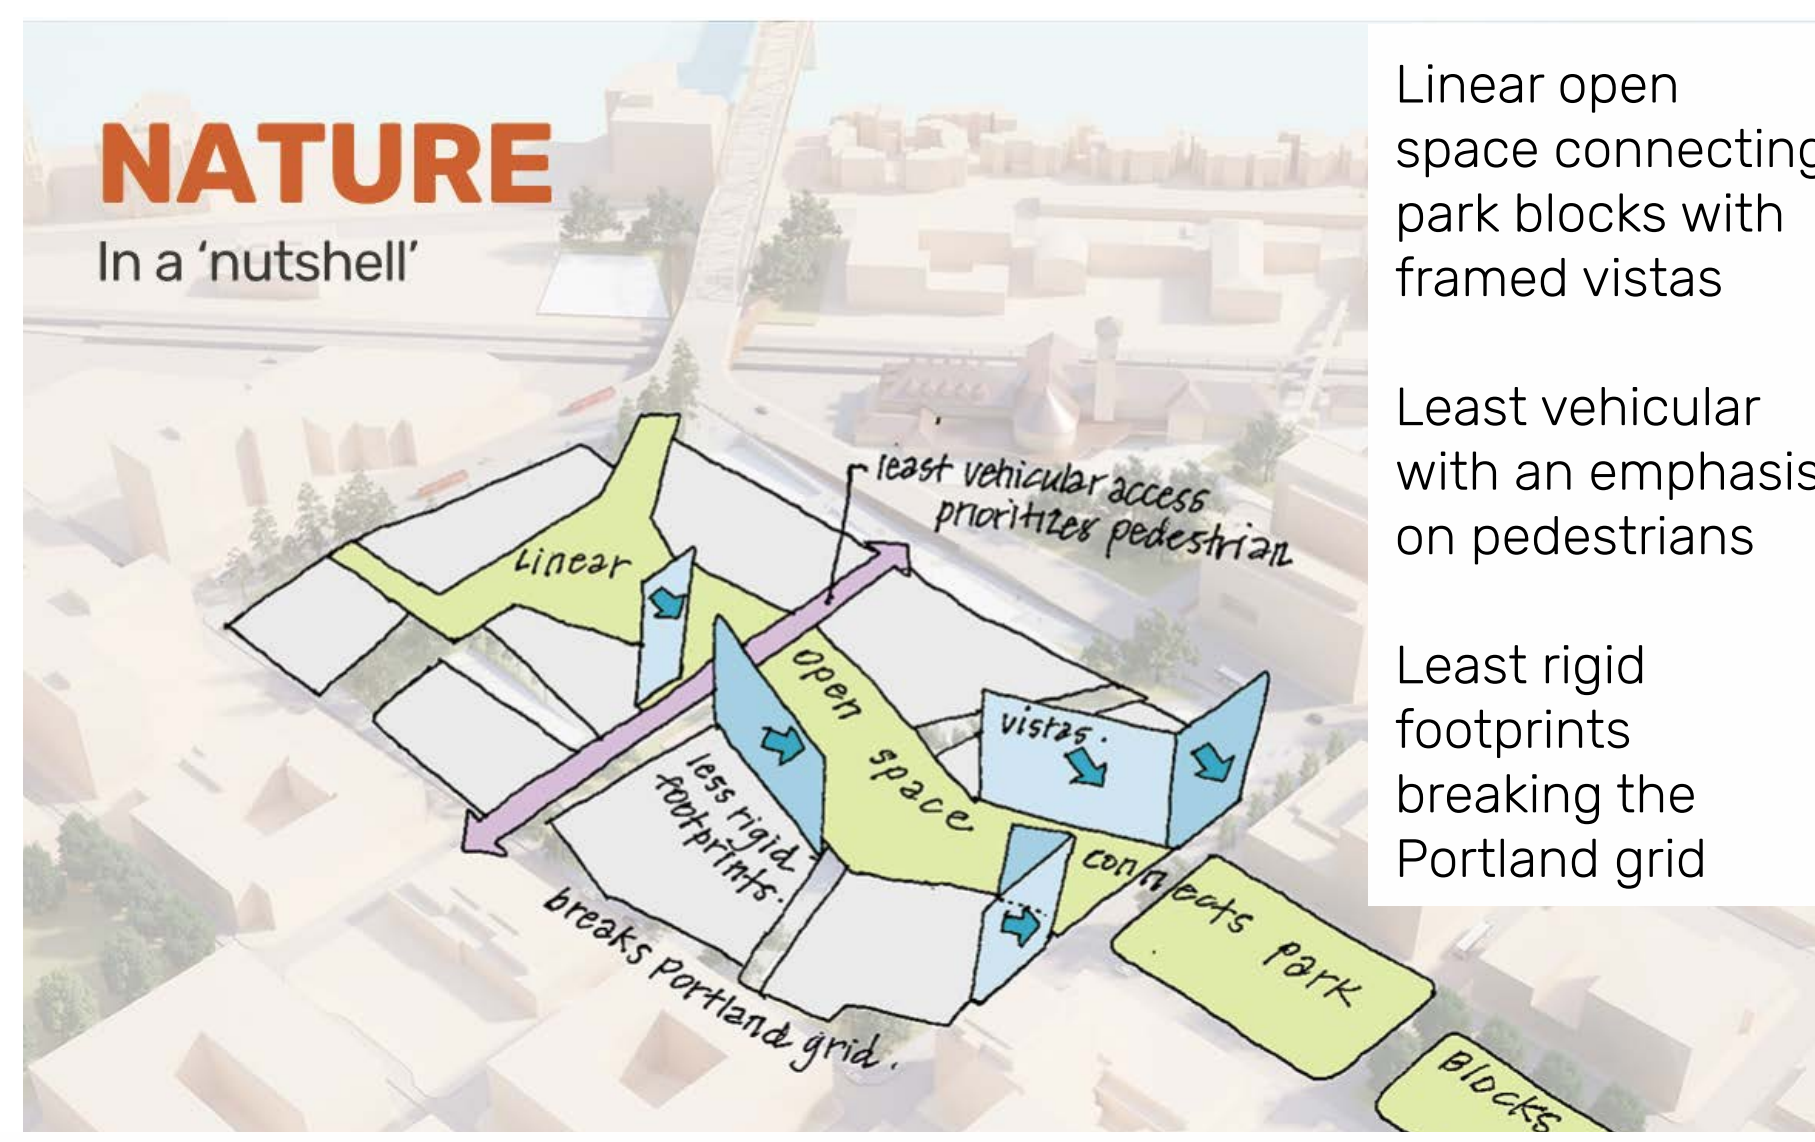 NATURE
In a ‘nutshell’
least vehicular access
prioritizes pedestrian
Linear
open
space
connects park
Blocks
vistas.
less rigid
footprints.
breaks Portland grid.
Linear open
space connecting
park blocks with
framed vistas
Least vehicular
with an emphasis
on pedestrians
Least rigid
footprints
breaking the
Portland grid